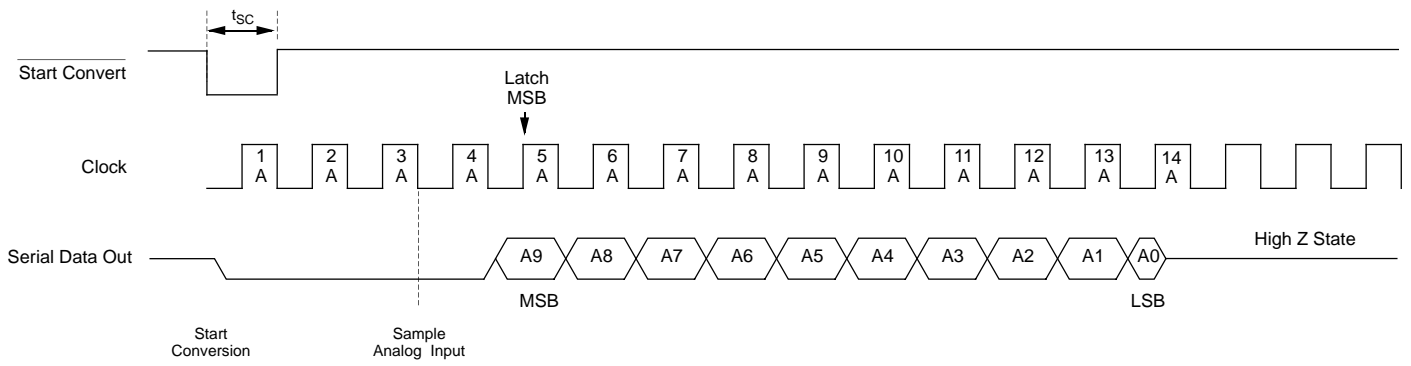 tSC
Start Convert
Latch
MSB
Clock
1 2 3 4 5 6 7 8 9 10 11 12 13 14
A A A A A A A A A A A A A A
Serial Data Out
A9 A8 A7 A6 A5 A4 A3 A2 A1 A0
High Z State
MSB
LSB
Start
Conversion
Sample
Analog Input